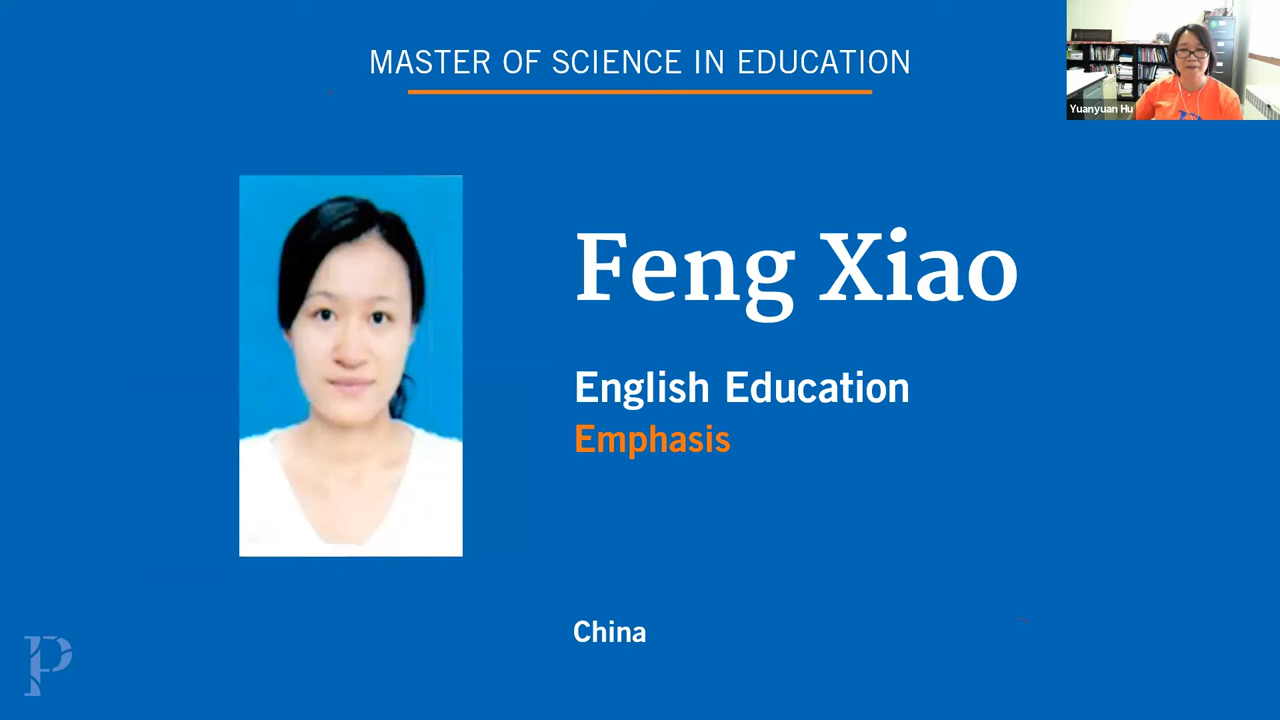 MASTER OF SCIENCE IN EDUCATION
Yuanyuan Hu
Feng Xiao
English Education
Emphasis
China
P